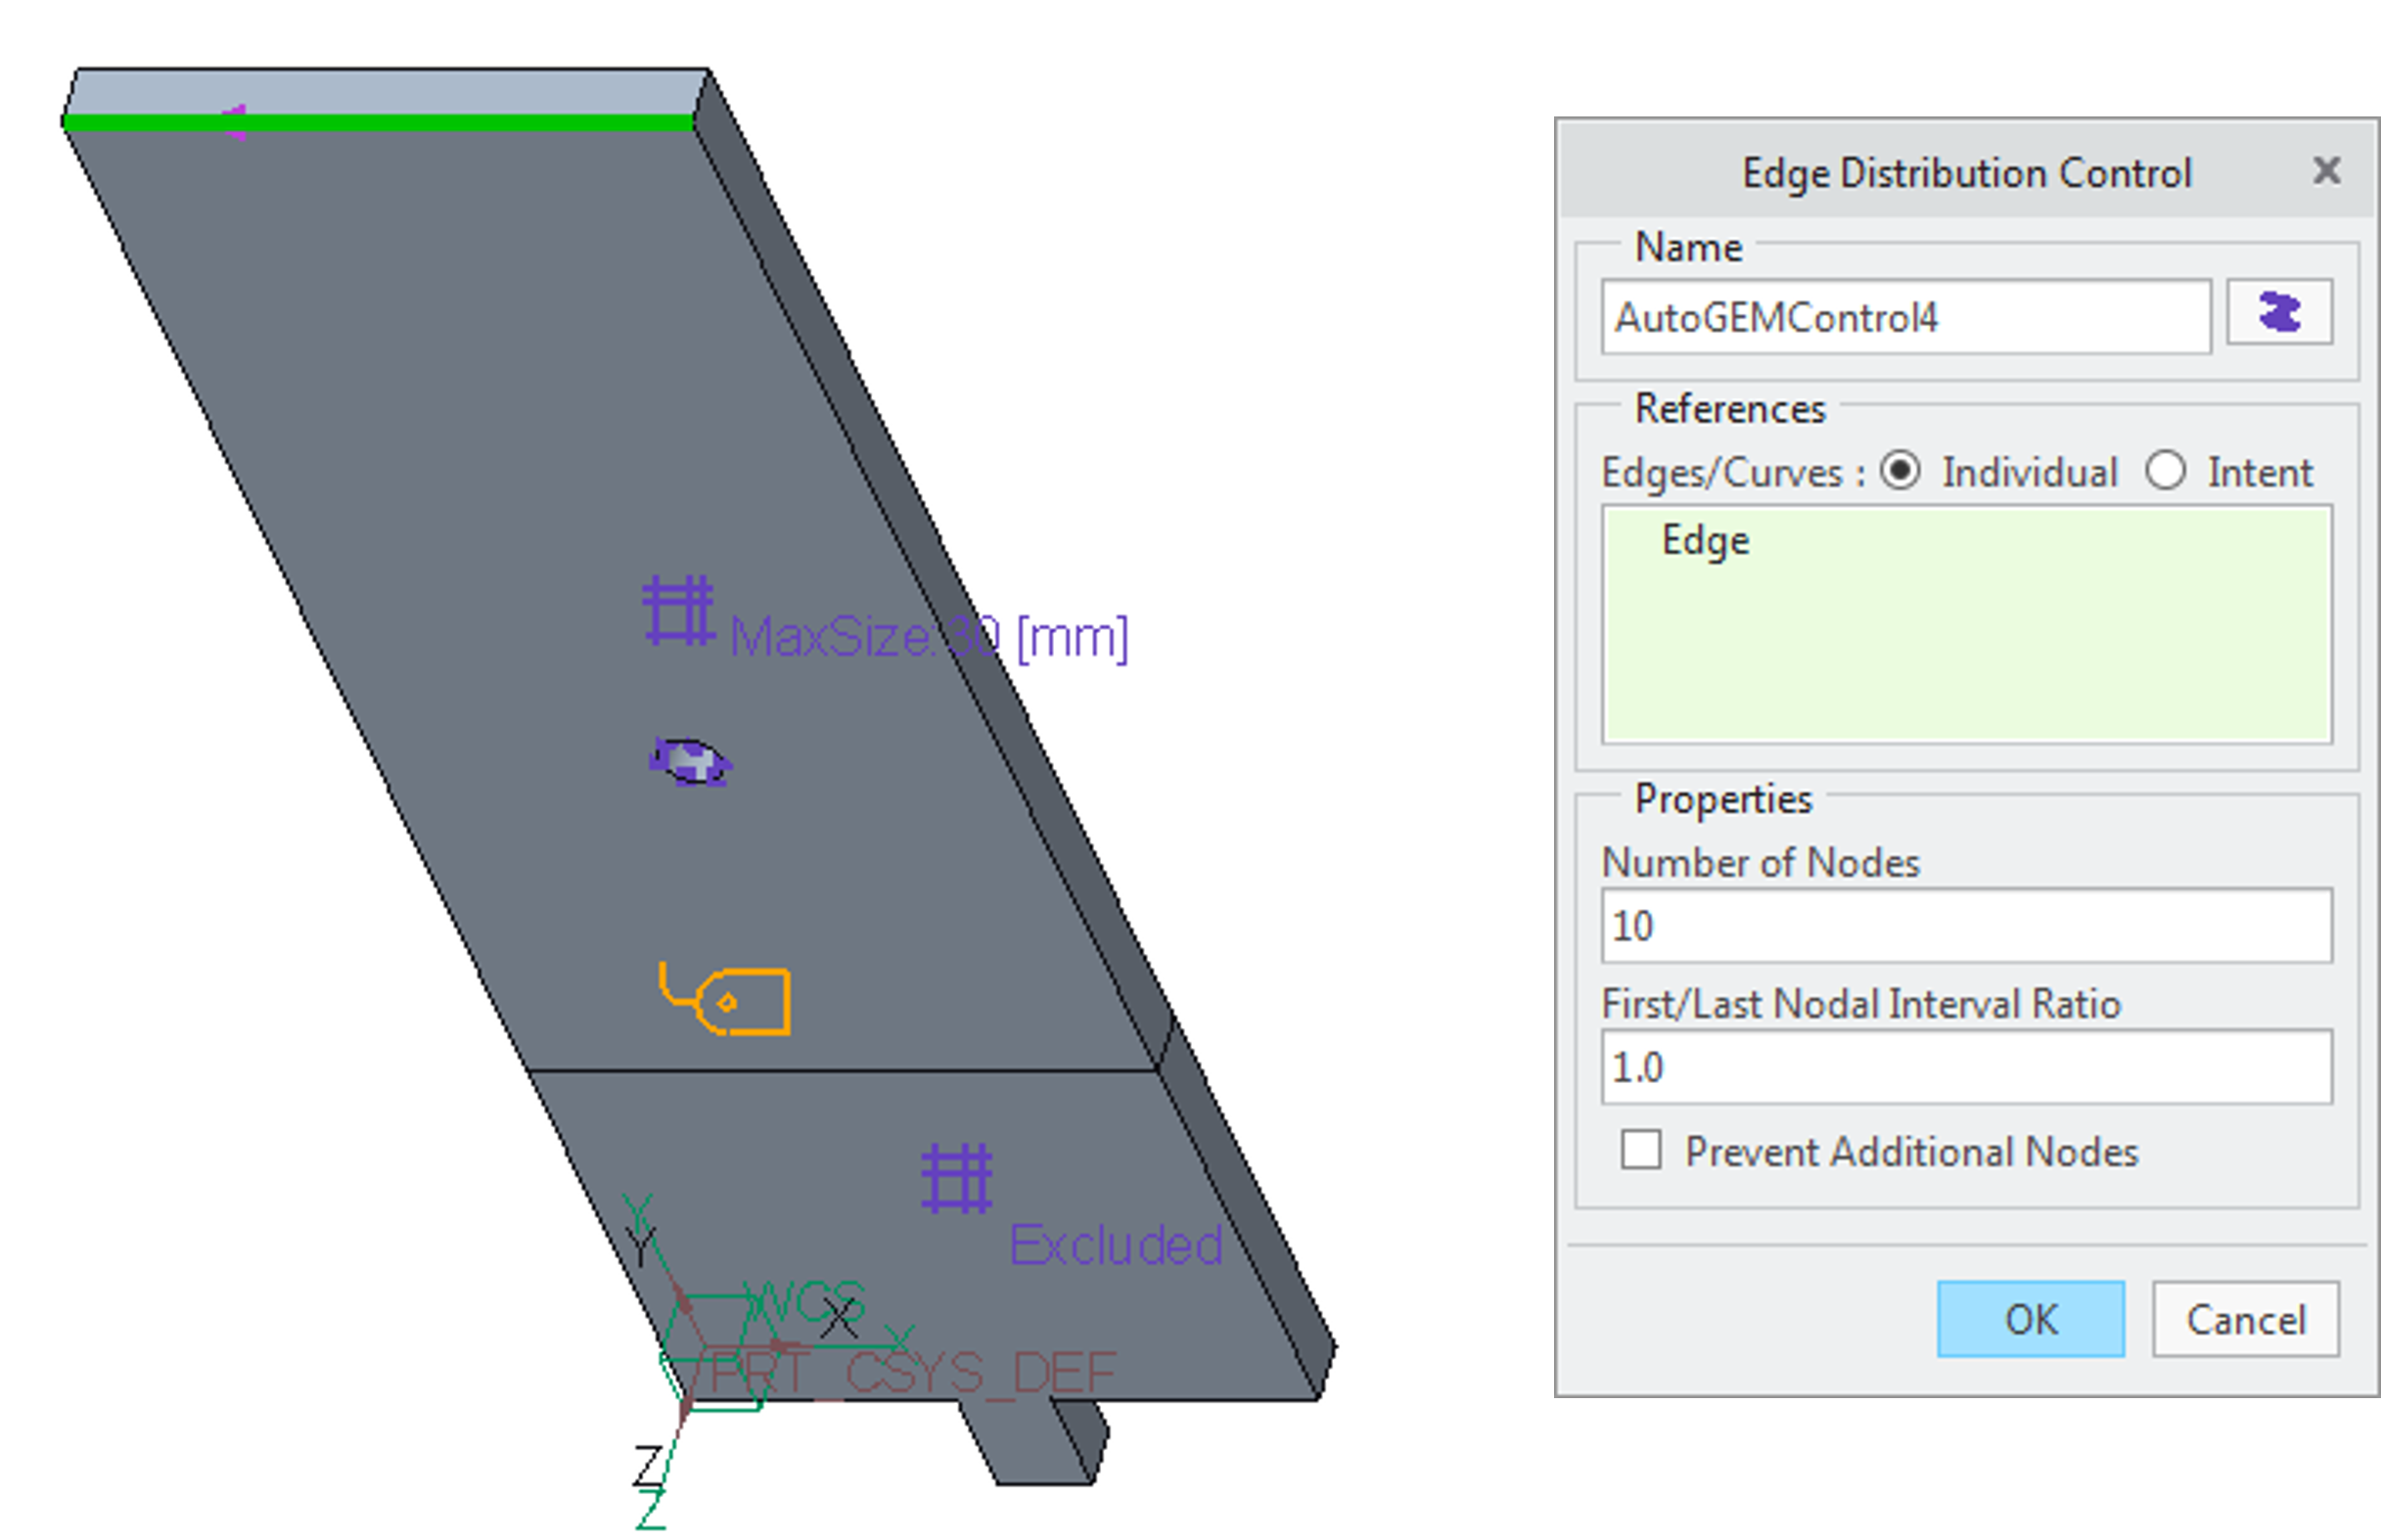 MaxSize:30 [mm]
Excluded
Y
Y
WCS
X
X
PRT_CSYS_DEF
Z
Z
Edge Distribution Control
Name
AutoGEMControl4
References
Edges/Curves : Individual Intent
Edge
Properties
Number of Nodes
10
First/Last Nodal Interval Ratio
1.0
Prevent Additional Nodes
OK Cancel